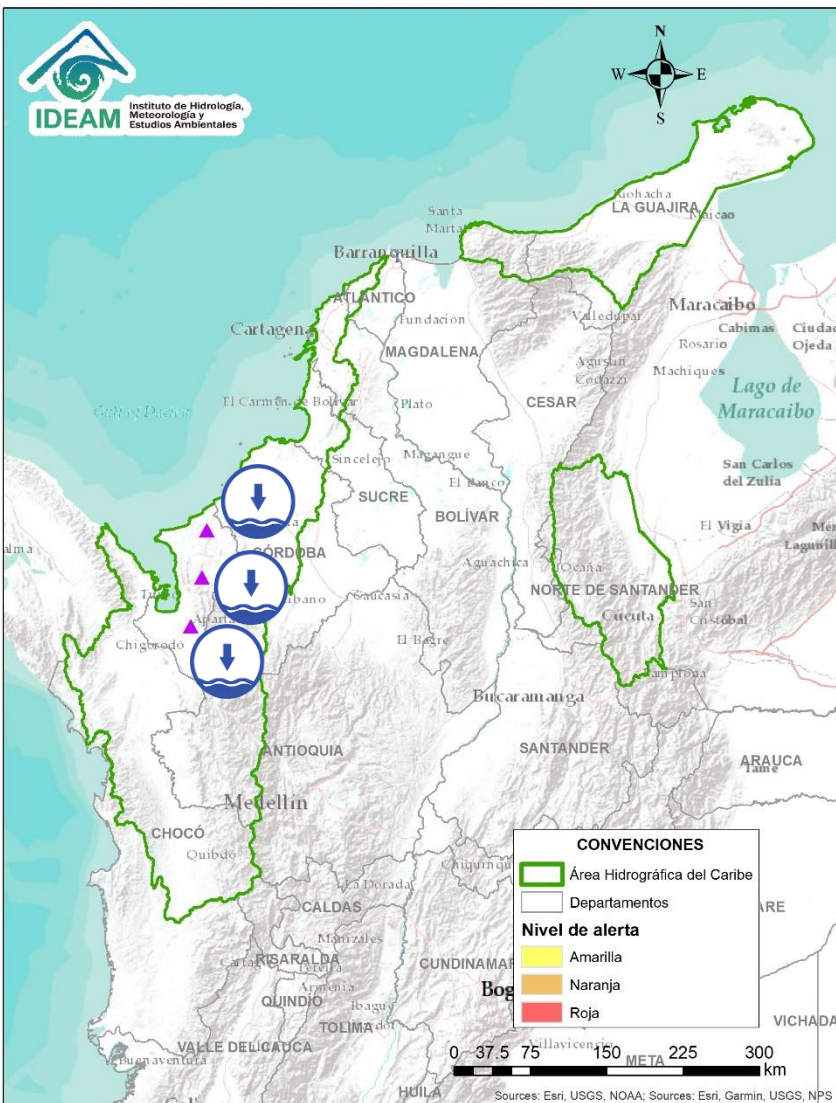 IDEAM
Instituto de Hidrología,
Meteorología y
Estudios Ambientales
N
W
E
S
Riohacha
LA GUAJIRA
Maicao
Santa
Marta
Barranquilla
ATLÁNTICO
Maracaibo
Cartagena
Fundación
Valledupar
Cabimas
Ciudad
Ojeda
MAGDALENA
Rosario
Agustín
Codazzi
Machiques
El Carmen de Bolívar
Plato
CESAR
Lago de
Maracaibo
Sincelejo
Magangué
San Carlos
del Zulia
El Banco
SUCRE
BOLÍVAR
El Vigía
CÓRDOBA
Aguachica
Ocaña
NORTE DE SANTANDER
Caucasia
San
Cristóbal
Cúcuta
El Bagre
Chigorodó
Pamplona
Bucaramanga
ANTIOQUIA
SANTANDER
ARAUCA
Tame
Medellín
CHOCÓ
Quibdó
La Dorada
CALDAS
Manizales
RISARALDA
Pereira
Armenia
QUINDÍO
Ibagué
TOLIMA
VALLE DEL CAUCA
Buenaventura
HUILA
Villavicencio
META
VICHADA
CONVENCIONES
Área Hidrográfica del Caribe
Departamentos
Nivel de alerta
Amarilla
Naranja
Roja
0 37.5 75 150 225 300
km
Sources: Esri, USGS, NOAA; Sources: Esri, Garmin, USGS, NPS